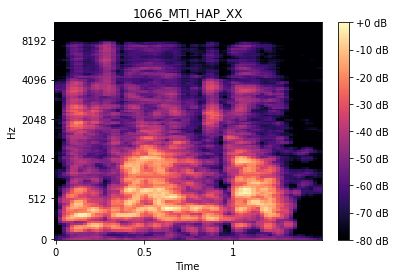 1066_MTI_HAP_XX
8192
4096
2048
1024
512
0
Hz
0
0.5
1
Time
+0 dB
-10 dB
-20 dB
-30 dB
-40 dB
-50 dB
-60 dB
-70 dB
-80 dB